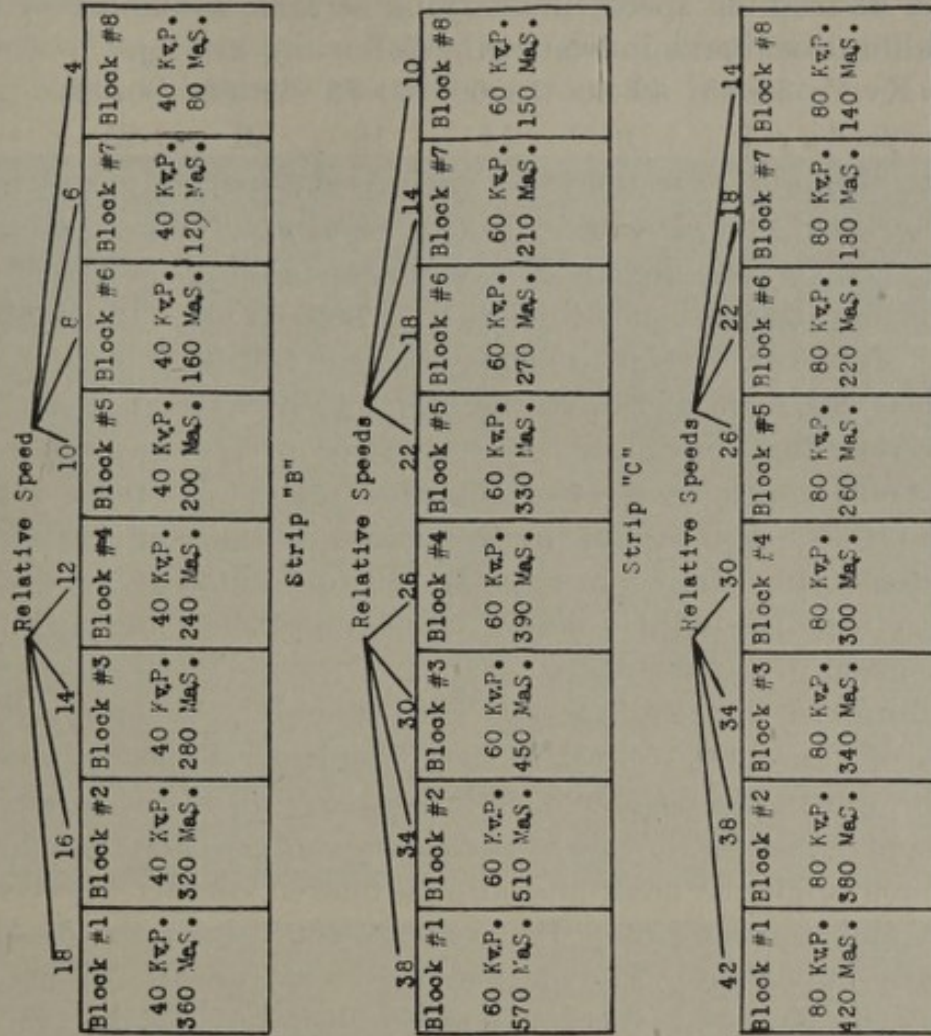 Relative Speed
18 16 14 12 10 8 6 4
Block #1 Block #2 Block #3 Block #4 Block #5 Block #6 Block #7 Block #8
40 Kv.P. 40 Kv.P. 40 Kv.P. 40 Kv.P. 40 Kv.P. 40 Kv.P. 40 Kv.P. 40 Kv.P.
360 MaS. 320 MaS. 280 MaS. 240 MaS. 200 MaS. 160 MaS. 120 MaS. 80 MaS.
Strip "B"
Relative Speeds
38 34 30 26 22 18 14 10
Block #1 Block #2 Block #3 Block #4 Block #5 Block #6 Block #7 Block #8
60 Kv.P. 60 Kv.P. 60 Kv.P. 60 Kv.P. 60 Kv.P. 60 Kv.P. 60 Kv.P. 60 Kv.P.
570 MaS. 510 MaS. 450 MaS. 390 MaS. 330 MaS. 270 MaS. 210 MaS. 150 MaS.
Strip "C"
Relative Speeds
42 38 34 30 26 22 18 14
Block #1 Block #2 Block #3 Block #4 Block #5 Block #6 Block #7 Block #8
80 Kv.P. 80 Kv.P. 80 Kv.P. 80 Kv.P. 80 Kv.P. 80 Kv.P. 80 Kv.P. 80 Kv.P.
420 MaS. 380 MaS. 340 MaS. 300 MaS. 260 MaS. 220 MaS. 180 MaS. 140 MaS.